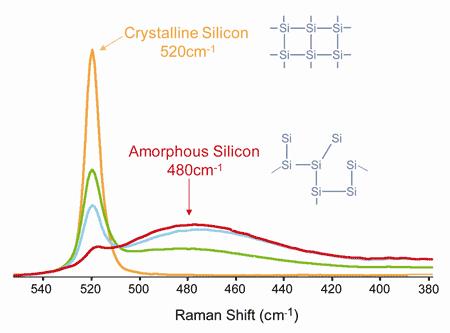 Crystalline Silicon
520cm-1
Si Si Si
Si Si Si
Amorphous Silicon
480cm-1
Si Si
Si Si Si
Si Si
540 520 500 480 460 440 420 400 380
Raman Shift (cm-1)